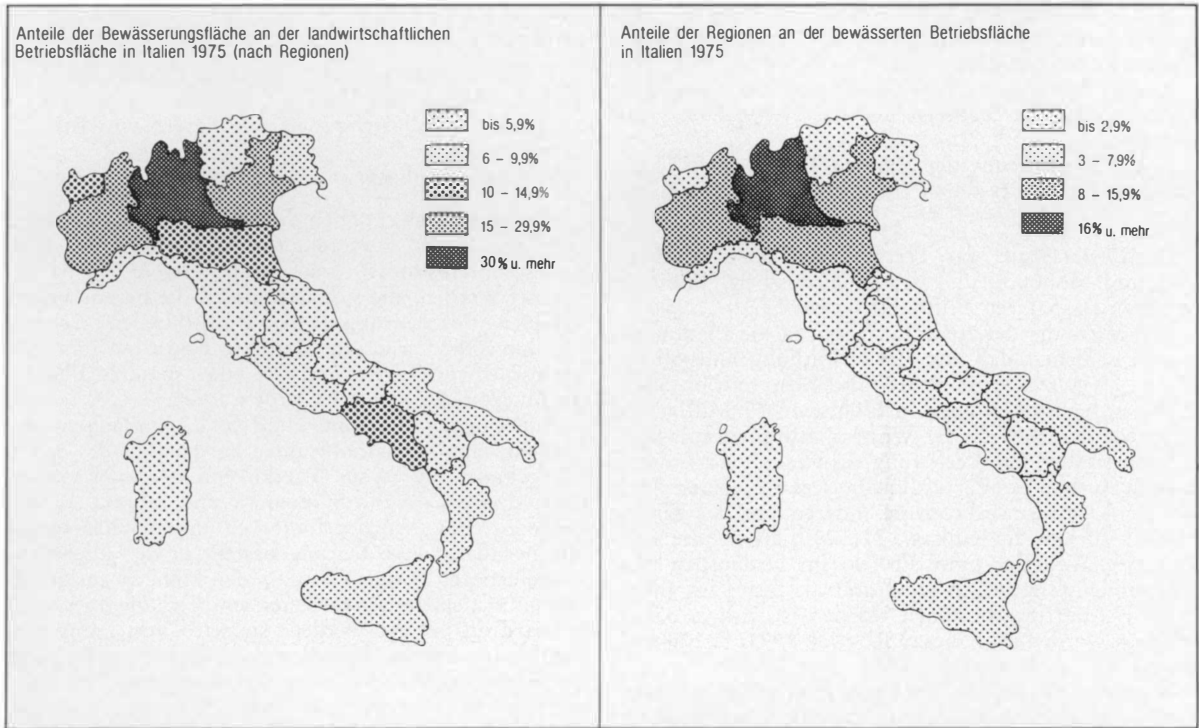 Anteile der Bewässerungsfläche an der landwirtschaftlichen
Betriebsfläche in Italien 1975 (nach Regionen)
bis 5,9%
6 – 9,9%
10 – 14,9%
15 – 29,9%
30% u. mehr
Anteile der Regionen an der bewässerten Betriebsfläche
in Italien 1975
bis 2,9%
3 – 7,9%
8 – 15,9%
16% u. mehr